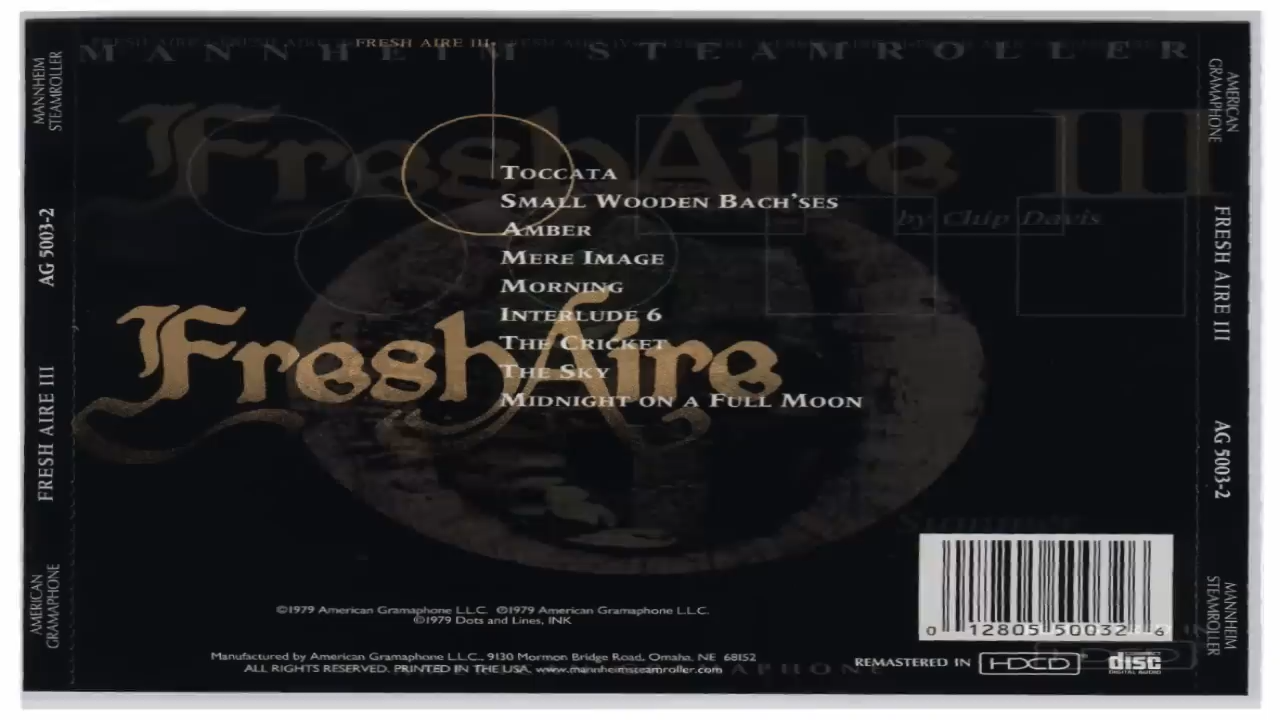 FRESH AIRE III
MANNHEIM STEAMROLLER
FreshAire III
by Chip Davis
TOCCATA
SMALL WOODEN BACH'SES
AMBER
MERE IMAGE
MORNING
INTERLUDE 6
THE CRICKET
THE SKY
MIDNIGHT ON A FULL MOON
FreshAire
Summer
©1979 American Gramaphone L.L.C. ℗1979 American Gramaphone L.L.C.
©1979 Dots and Lines, INK
Manufactured by American Gramaphone L.L.C., 9130 Mormon Bridge Road, Omaha, NE 68152
ALL RIGHTS RESERVED. PRINTED IN THE USA. www.mannheimsteamroller.com
REMASTERED IN HDCD
disc
DIGITAL AUDIO
MANNHEIM
STEAMROLLER
AG 5003-2
FRESH AIRE III
AMERICAN
GRAMAPHONE
AMERICAN
GRAMAPHONE
FRESH AIRE III
AG 5003-2
MANNHEIM
STEAMROLLER